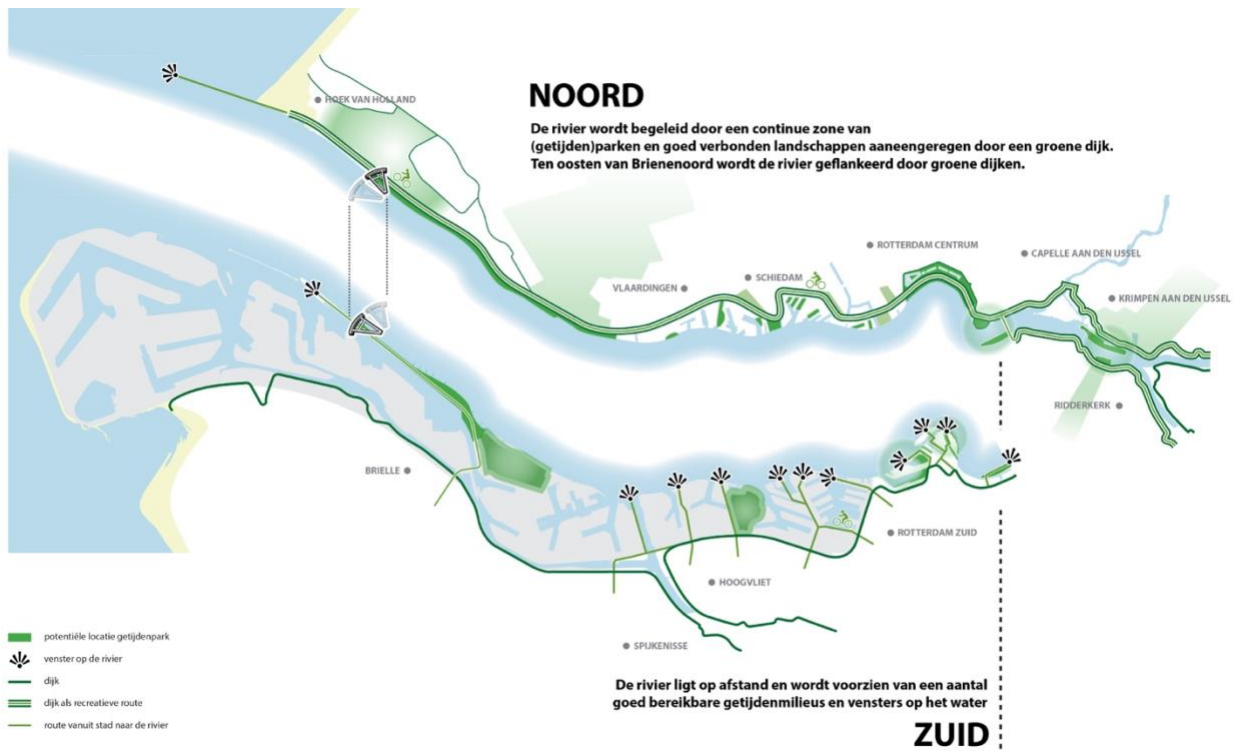 NOORD
De rivier wordt begeleid door een continue zone van
(getijden)parken en goed verbonden landschappen aaneengeregen door een groene dijk.
Ten oosten van Brienenoord wordt de rivier geflankeerd door groene dijken.
HOEK VAN HOLLAND
ROTTERDAM CENTRUM
CAPELLE AAN DEN IJSSEL
SCHIEDAM
VLAARDINGEN
KRIMPEN AAN DEN IJSSEL
RIDDERKERK
BRIELLE
ROTTERDAM ZUID
HOOGVLIET
SPIJKENISSE
potentiële locatie getijdenpark
venster op de rivier
dijk
dijk als recreatieve route
route vanuit stad naar de rivier
De rivier ligt op afstand en wordt voorzien van een aantal
goed bereikbare getijdenmilieus en vensters op het water
ZUID